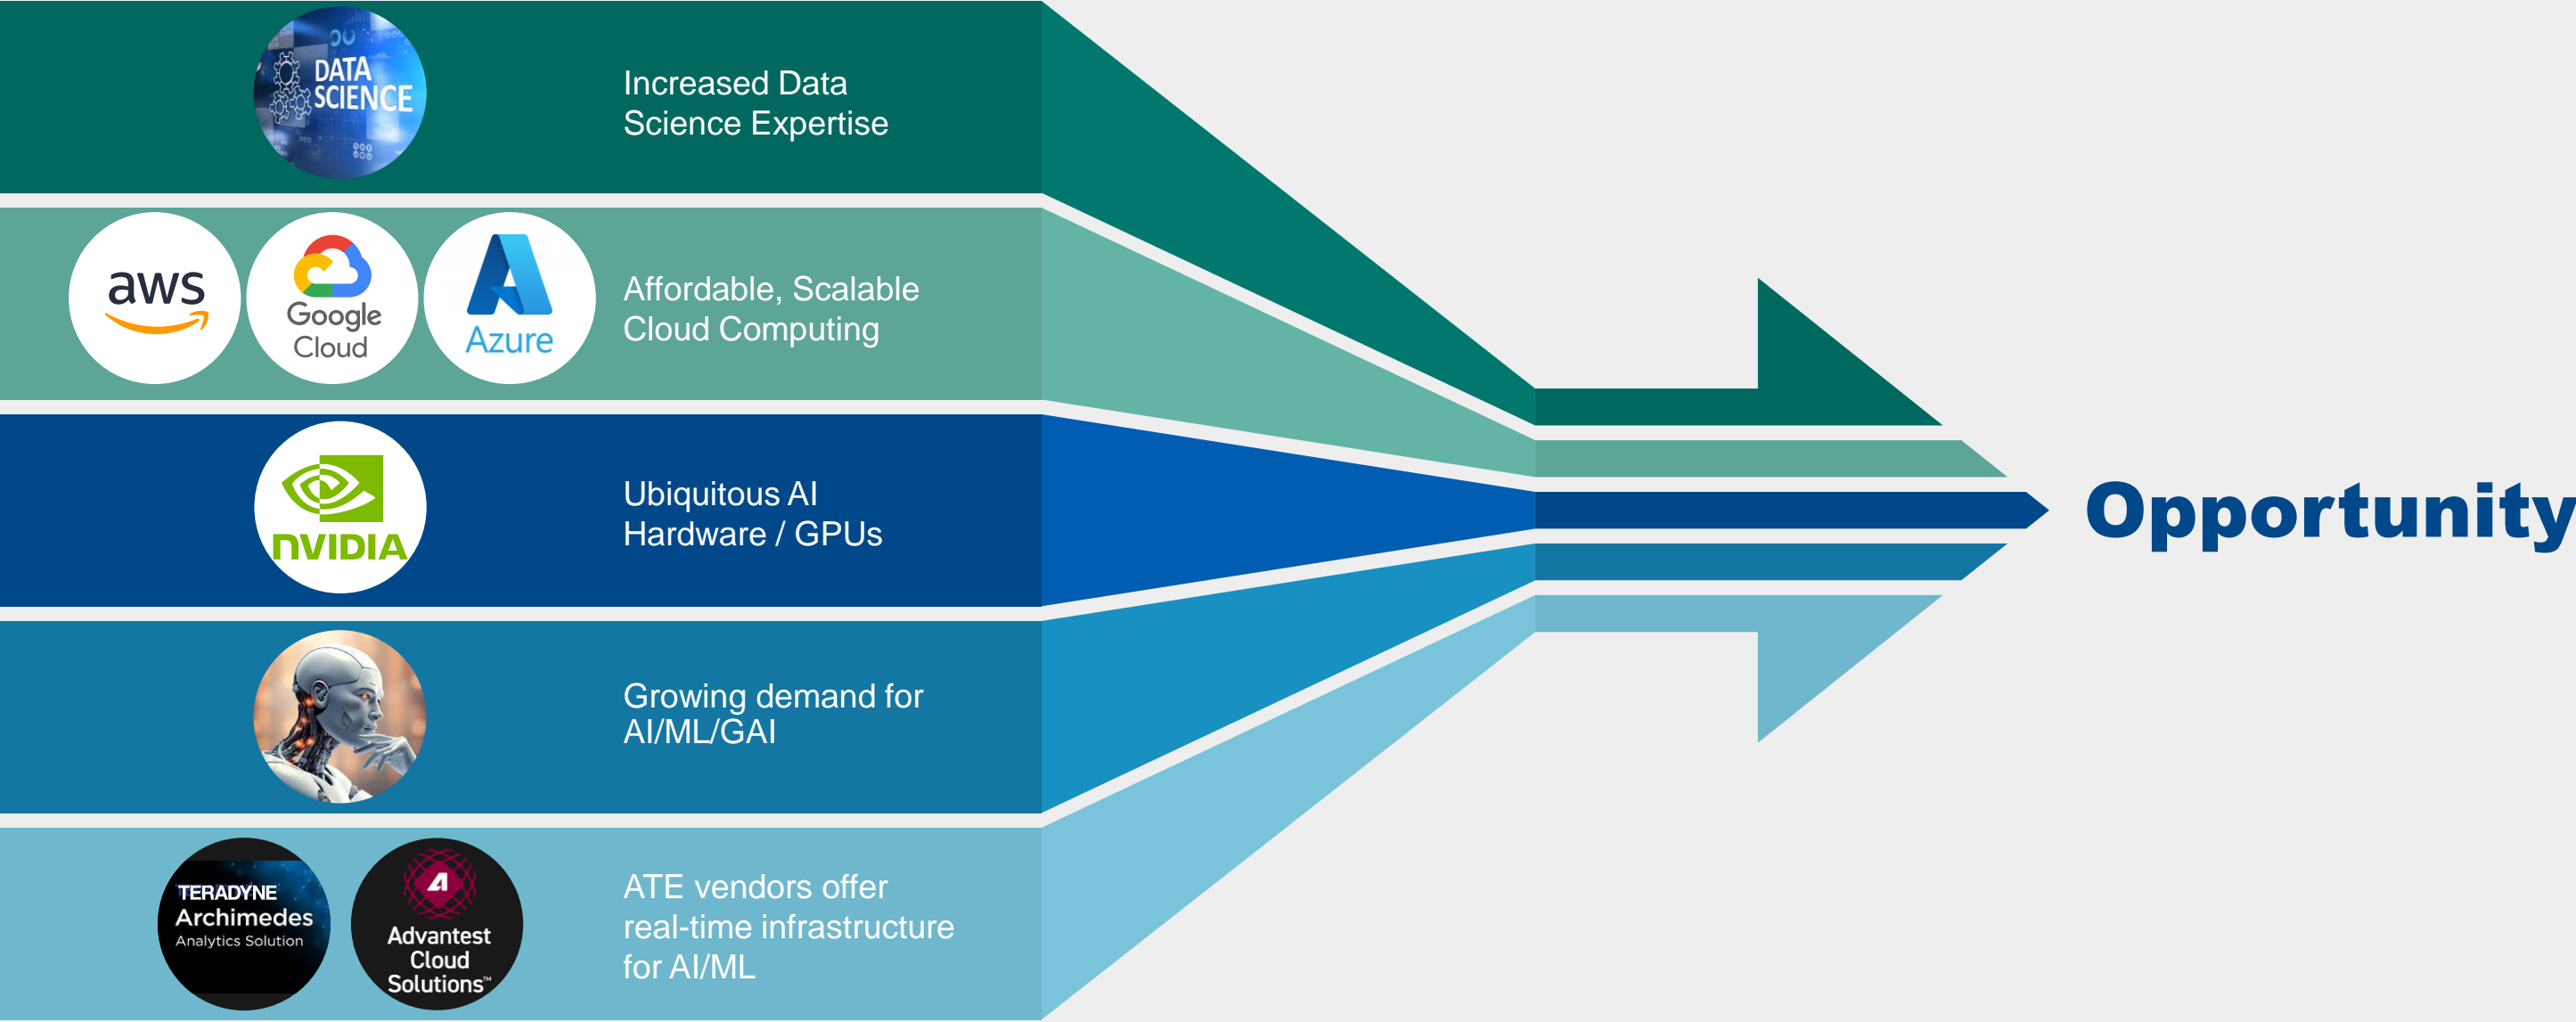 DATA
SCIENCE
Increased Data
Science Expertise
aws
Google
Cloud
Azure
Affordable, Scalable
Cloud Computing
NVIDIA
Ubiquitous AI
Hardware / GPUs
Growing demand for
AI/ML/GAI
TERADYNE
Archimedes
Analytics Solution
Advantest
Cloud
Solutions™
ATE vendors offer
real-time infrastructure
for AI/ML
Opportunity